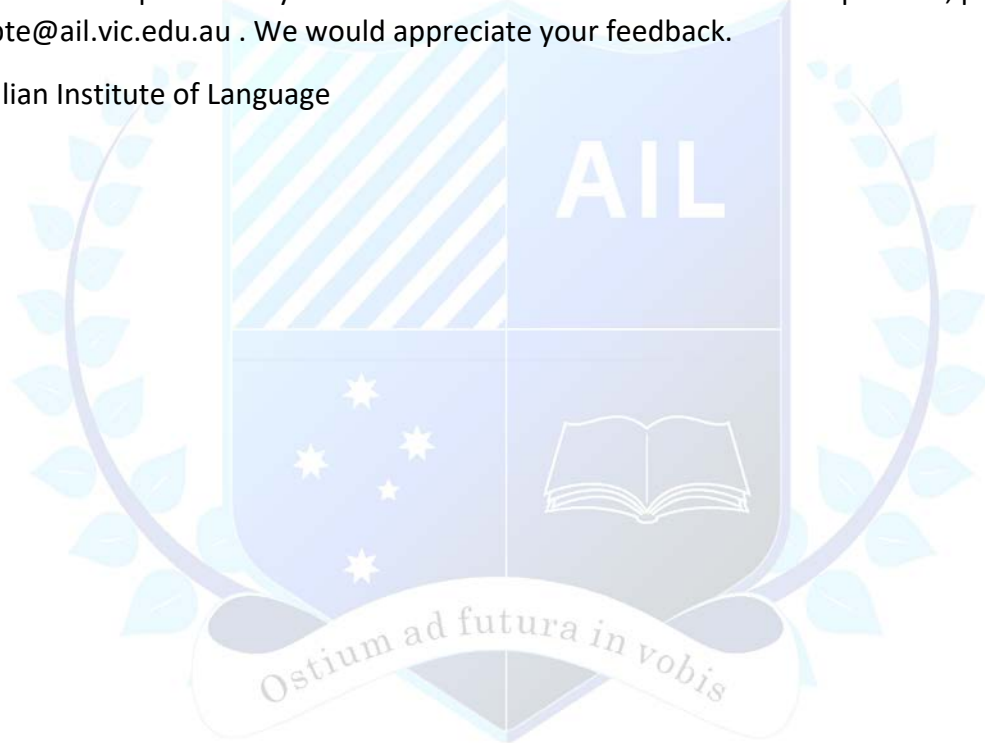 pte@ail.vic.edu.au . We would appreciate your feedback.
lian Institute of Language
AIL
Ostium ad futura in vobis